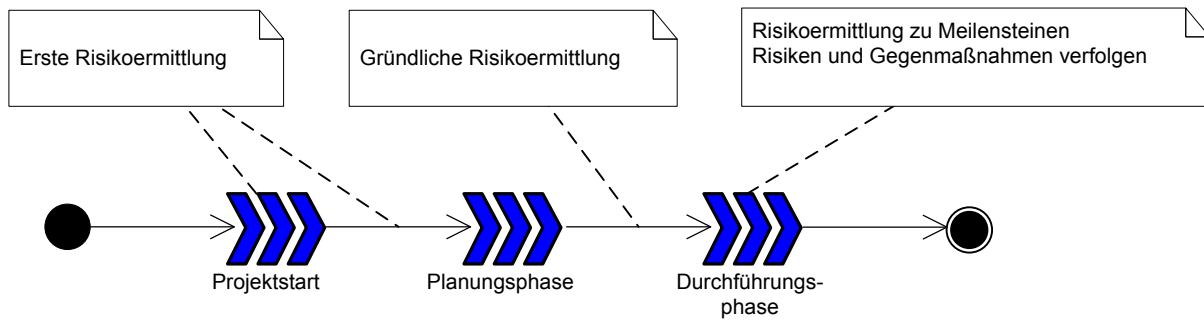 Erste Risikoermittlung
Gründliche Risikoermittlung
Risikoermittlung zu Meilensteinen
Risiken und Gegenmaßnahmen verfolgen
Projektstart
Planungsphase
Durchführungs-
phase